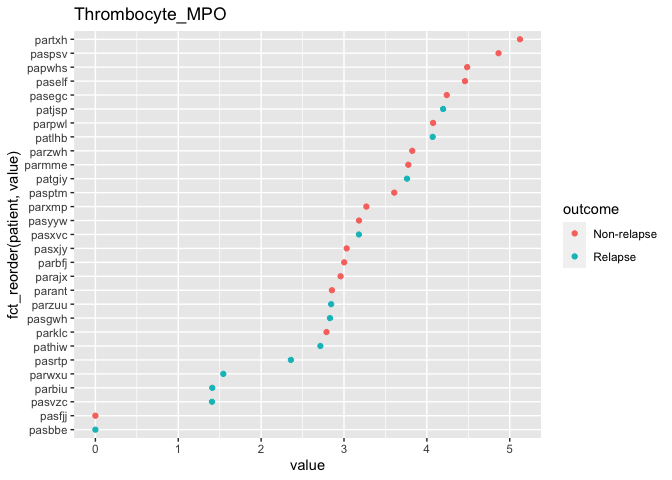 Thrombocyte_MPO
fct_reorder(patient, value)
partxh
paspsv
papwhs
paself
pasegc
patjsp
parpwl
patlhb
parzwh
parmme
patgiy
pasptm
parxmp
pasyyw
pasxvc
pasxjy
parbfj
parajx
parant
parzuu
pasgwh
parklc
pathiw
pasrtp
parwxu
parbiu
pasvzc
pasfjj
pasbbe
0 1 2 3 4 5
value
outcome
Non-relapse
Relapse